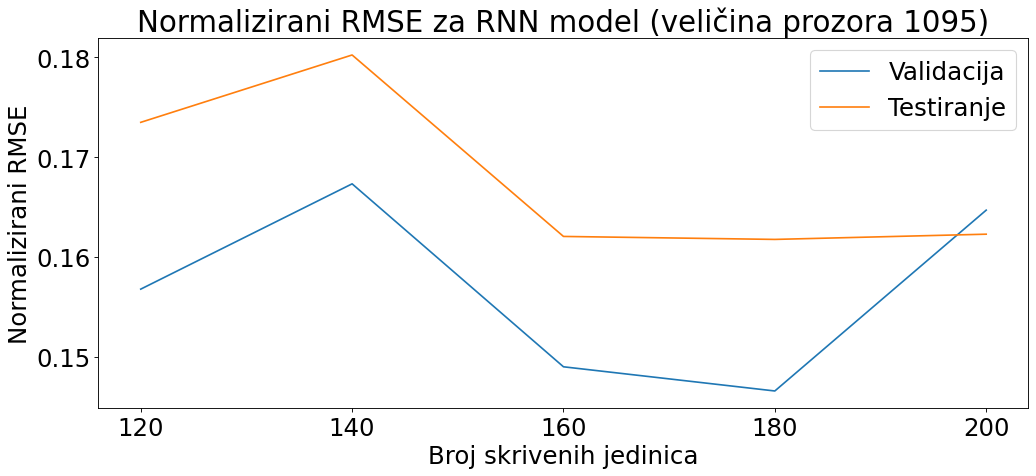 Normalizirani RMSE za RNN model (veličina prozora 1095)
Validacija
Testiranje
Normalizirani RMSE
0.18
0.17
0.16
0.15
120 140 160 180 200
Broj skrivenih jedinica